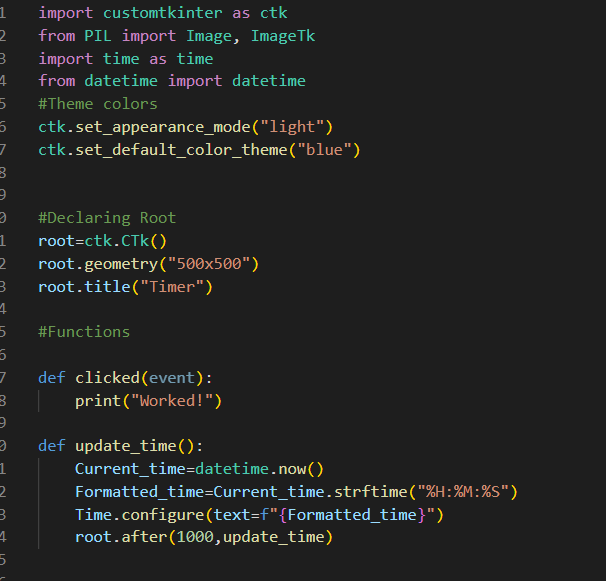 1 import customtkinter as ctk
2 from PIL import Image, ImageTk
3 import time as time
4 from datetime import datetime
5 #Theme colors
6 ctk.set_appearance_mode("light")
7 ctk.set_default_color_theme("blue")
8
9
0 #Declaring Root
1 root=ctk.CTk()
2 root.geometry("500x500")
3 root.title("Timer")
4
5 #Functions
6
7 def clicked(event):
8     print("Worked!")
9
0 def update_time():
1     Current_time=datetime.now()
2     Formatted_time=Current_time.strftime("%H:%M:%S")
3     Time.configure(text=f"{Formatted_time}")
4     root.after(1000,update_time)
5